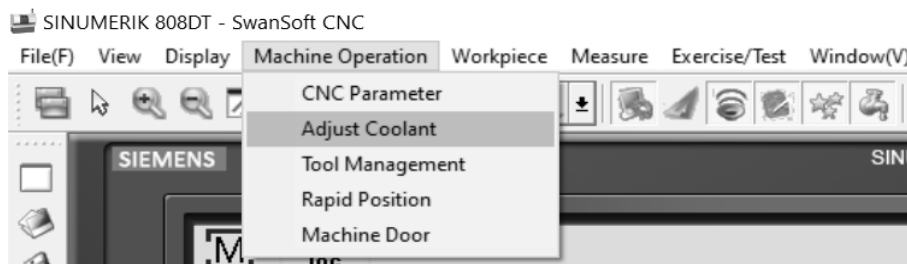 SINUMERIK 808DT - SwanSoft CNC
File(F) View Display Machine Operation Workpiece Measure Exercise/Test Window(V)
CNC Parameter
Adjust Coolant
SIEMENS
SINU
Tool Management
Rapid Position
Machine Door
M